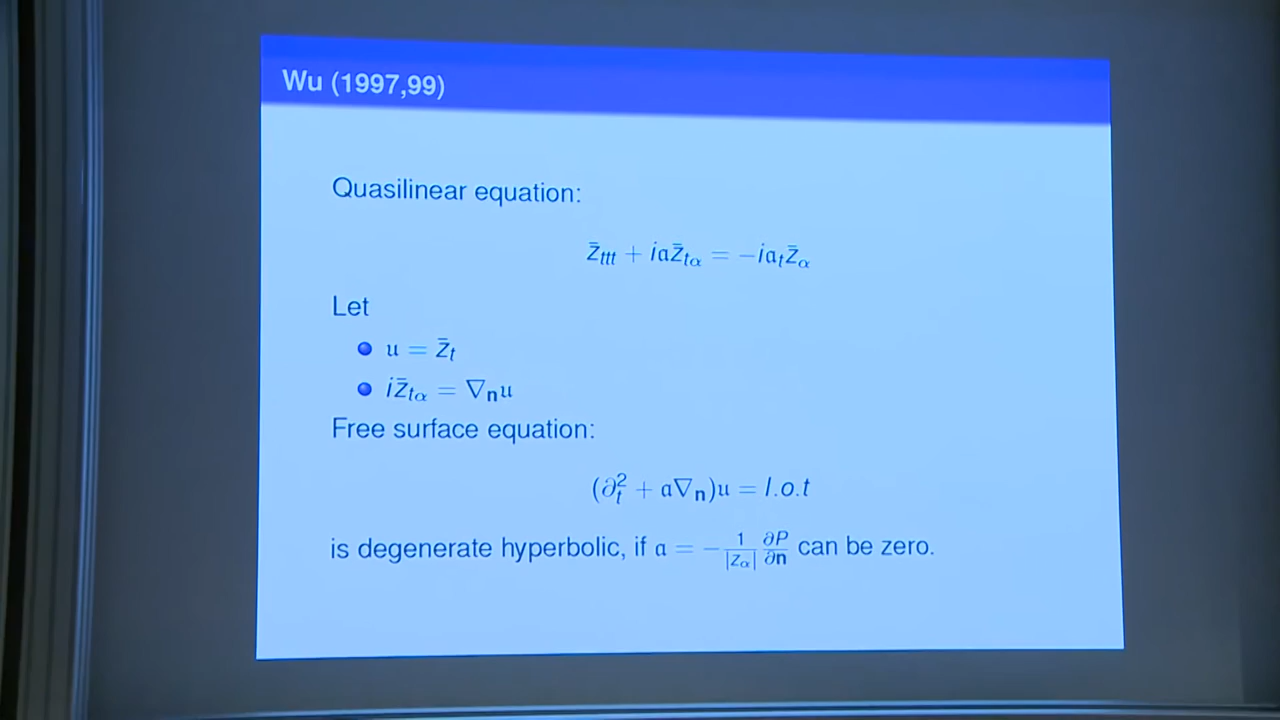 Wu (1997,99)
Quasilinear equation:
z̄ₜₜₜ + i𝔞z̄ₜα = −i𝔞ₜz̄α
Let
𝔲 = z̄ₜ
iz̄ₜα = ∇ₙ𝔲
Free surface equation:
(∂ₜ² + 𝔞∇ₙ)𝔲 = l.o.t
is degenerate hyperbolic, if 𝔞 = −1/|zα| ∂P/∂n can be zero.